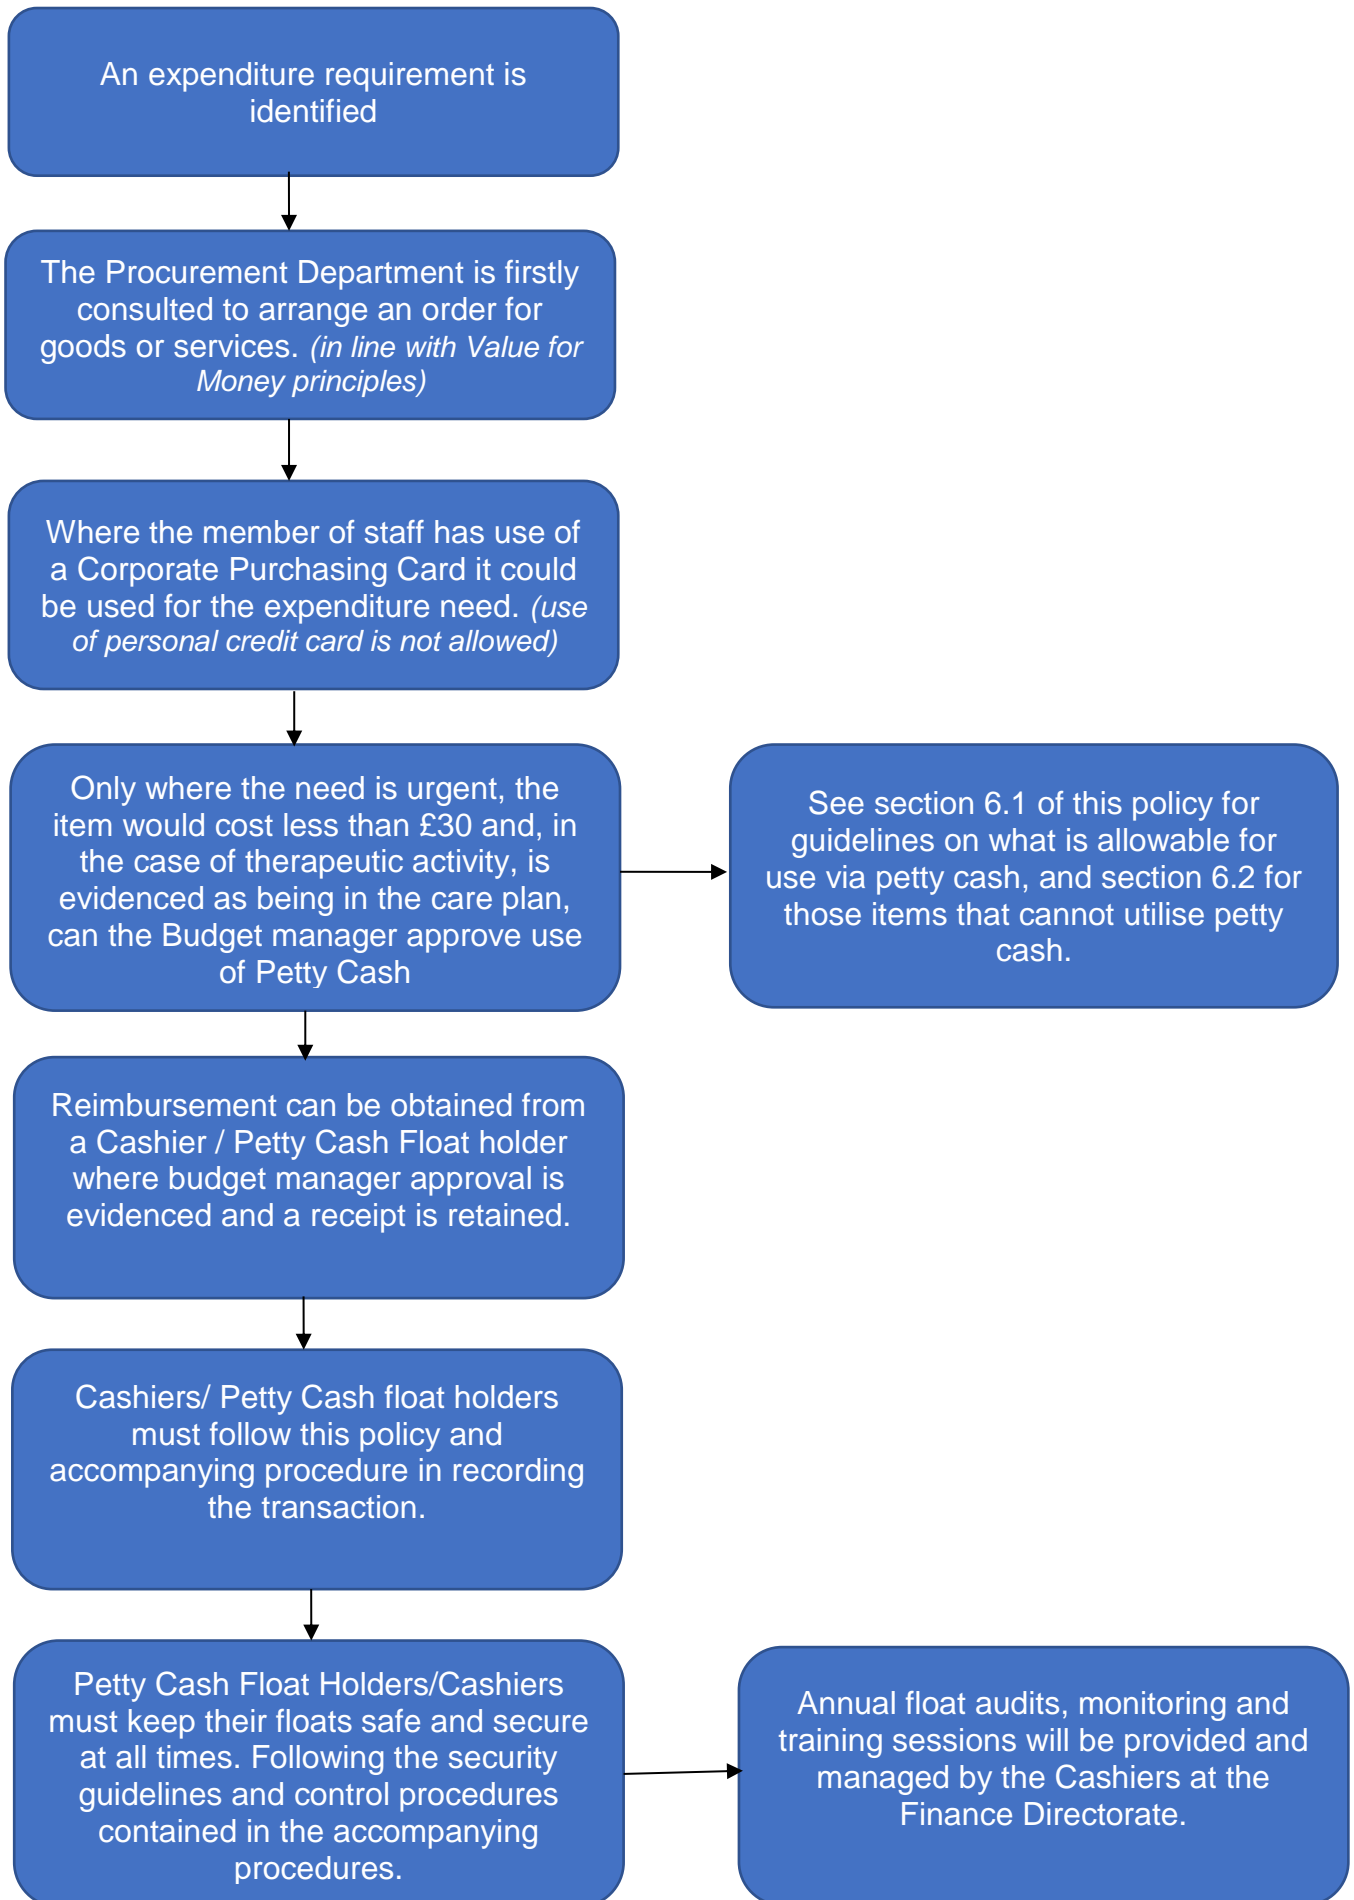 An expenditure requirement is
identified
The Procurement Department is firstly
consulted to arrange an order for
goods or services. (in line with Value for
Money principles)
Where the member of staff has use of
a Corporate Purchasing Card it could
be used for the expenditure need. (use
of personal credit card is not allowed)
Only where the need is urgent, the
item would cost less than £30 and, in
the case of therapeutic activity, is
evidenced as being in the care plan,
can the Budget manager approve use
of Petty Cash
See section 6.1 of this policy for
guidelines on what is allowable for
use via petty cash, and section 6.2 for
those items that cannot utilise petty
cash.
Reimbursement can be obtained from
a Cashier / Petty Cash Float holder
where budget manager approval is
evidenced and a receipt is retained.
Cashiers/ Petty Cash float holders
must follow this policy and
accompanying procedure in recording
the transaction.
Petty Cash Float Holders/Cashiers
must keep their floats safe and secure
at all times. Following the security
guidelines and control procedures
contained in the accompanying
procedures.
Annual float audits, monitoring and
training sessions will be provided and
managed by the Cashiers at the
Finance Directorate.